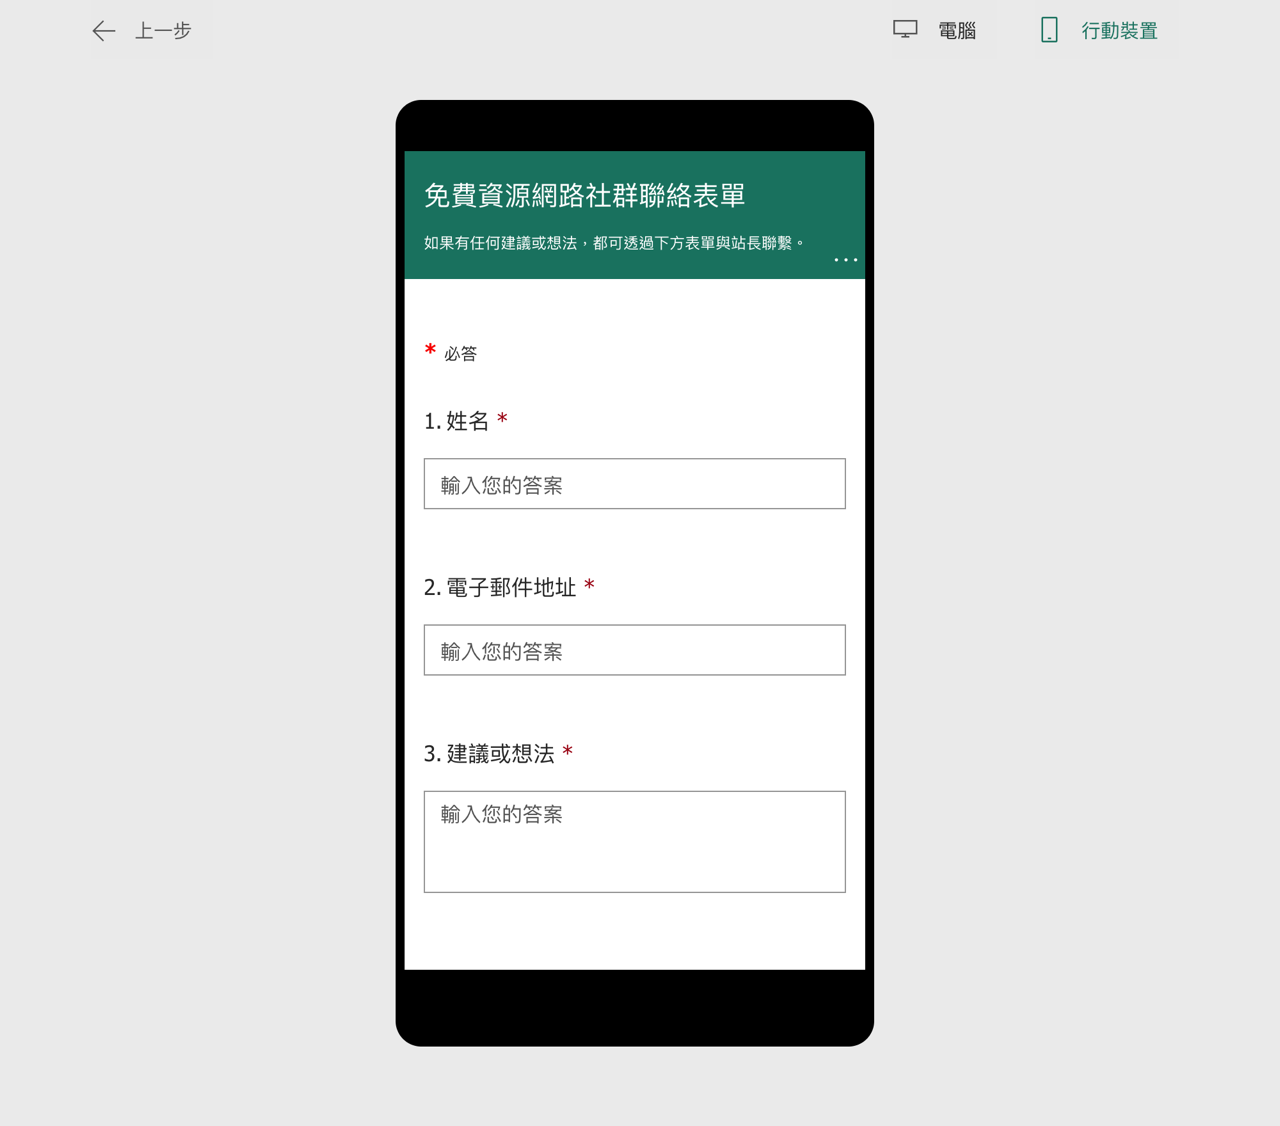 上一步
電腦
行動裝置
免費資源網路社群聯絡表單
如果有任何建議或想法，都可透過下方表單與站長聯繫。
...
* 必答
1. 姓名 *
輸入您的答案
2. 電子郵件地址 *
輸入您的答案
3. 建議或想法 *
輸入您的答案